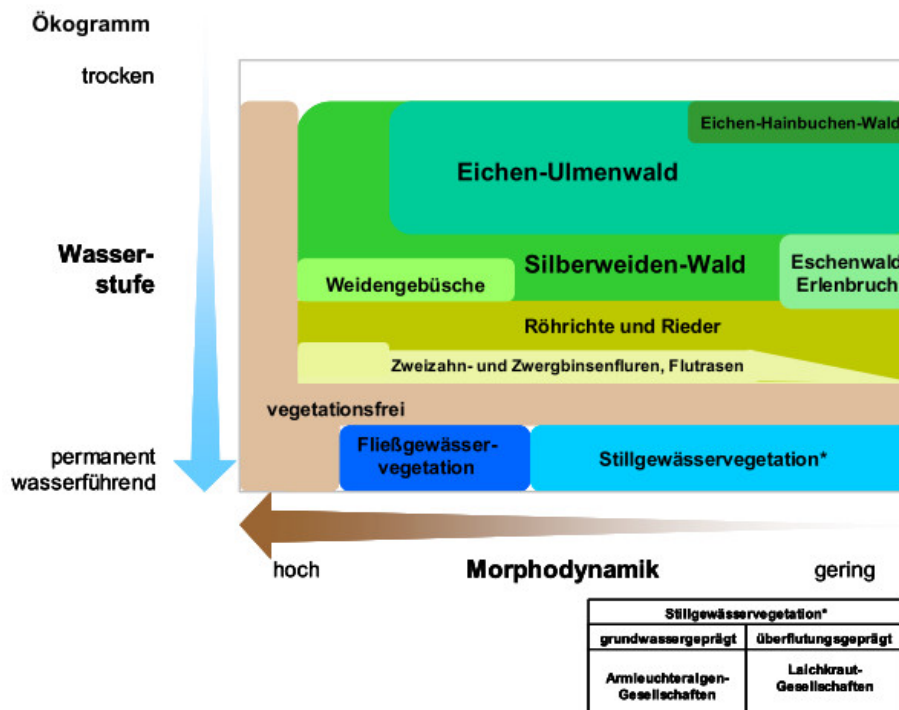 Ökogramm
trocken
Eichen-Hainbuchen-Wald
Eichen-Ulmenwald
Wasser-
stufe
Silberweiden-Wald
Eschenwald
Erlenbruch
Weidengebüsche
Röhrichte und Rieder
Zweizahn- und Zwergbinsenfluren, Flutrasen
vegetationsfrei
permanent
wasserführend
Fließgewässer-
vegetation
Stillgewässervegetation*
hoch
Morphodynamik
gering
Stillgewässervegetation*
grundwassergeprägt
überflutungsgeprägt
Armleuchteralgen-
Gesellschaften
Laichkraut-
Gesellschaften